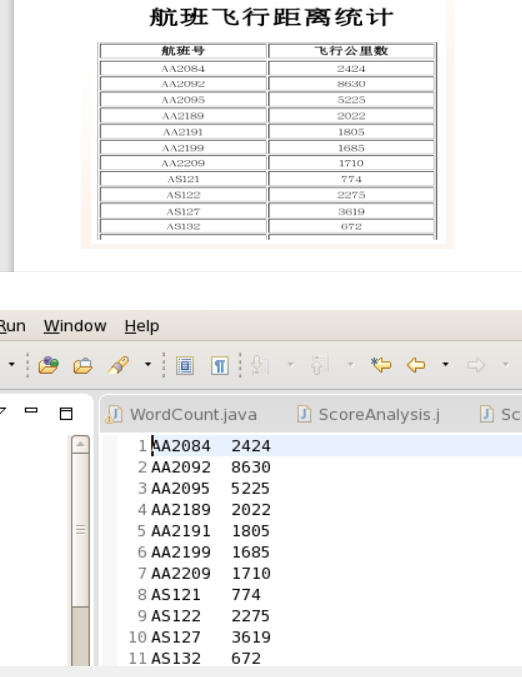 航班飞行距离统计
航班号 飞行公里数
AA2084 2424
AA2092 8630
AA2095 5225
AA2189 2022
AA2191 1805
AA2199 1685
AA2209 1710
AS121 774
AS122 2275
AS127 3619
AS132 672
Run Window Help
WordCount.java ScoreAnalysis.j Sc
1 AA2084 2424
2 AA2092 8630
3 AA2095 5225
4 AA2189 2022
5 AA2191 1805
6 AA2199 1685
7 AA2209 1710
8 AS121 774
9 AS122 2275
10 AS127 3619
11 AS132 672